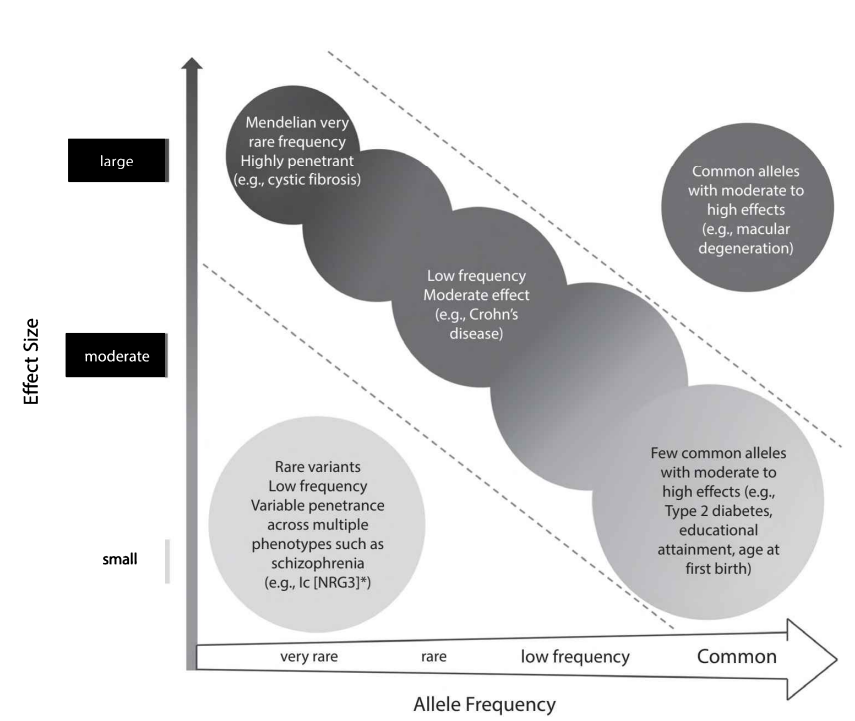 Mendelian very
rare frequency
Highly penetrant
(e.g., cystic fibrosis)
large
Common alleles
with moderate to
high effects
(e.g., macular
degeneration)
Low frequency
Moderate effect
(e.g., Crohn's
disease)
Effect Size
moderate
Few common alleles
with moderate to
high effects (e.g.,
Type 2 diabetes,
educational
attainment, age at
first birth)
Rare variants
Low frequency
Variable penetrance
across multiple
phenotypes such as
schizophrenia
(e.g., Ic [NRG3]*)
small
very rare rare low frequency Common
Allele Frequency